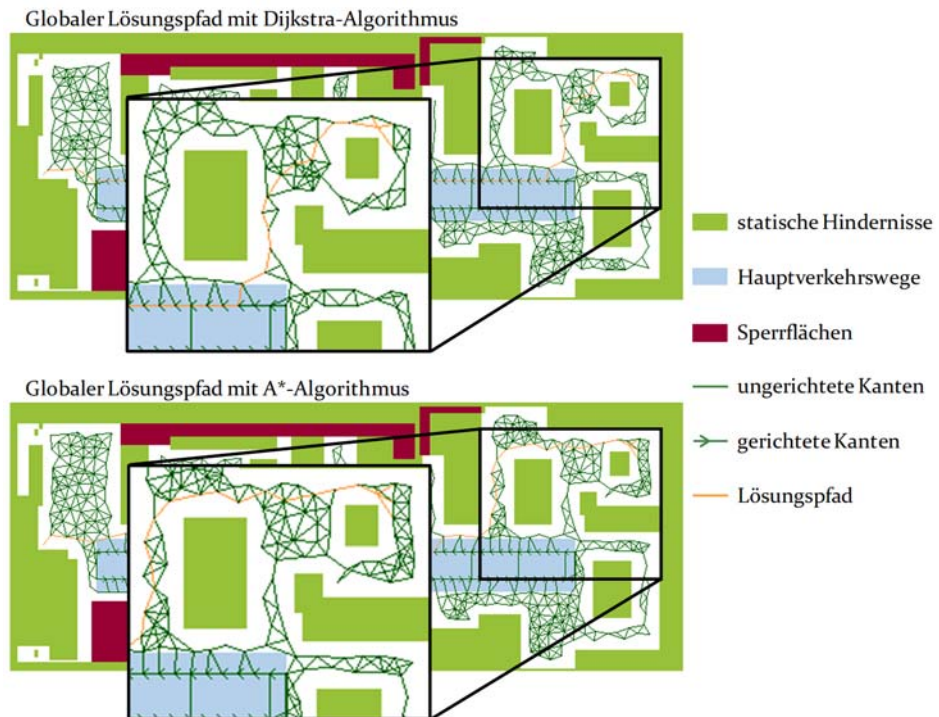 Globaler Lösungspfad mit Dijkstra-Algorithmus
statische Hindernisse
Hauptverkehrswege
Sperrflächen
ungerichtete Kanten
gerichtete Kanten
Lösungspfad
Globaler Lösungspfad mit A*-Algorithmus